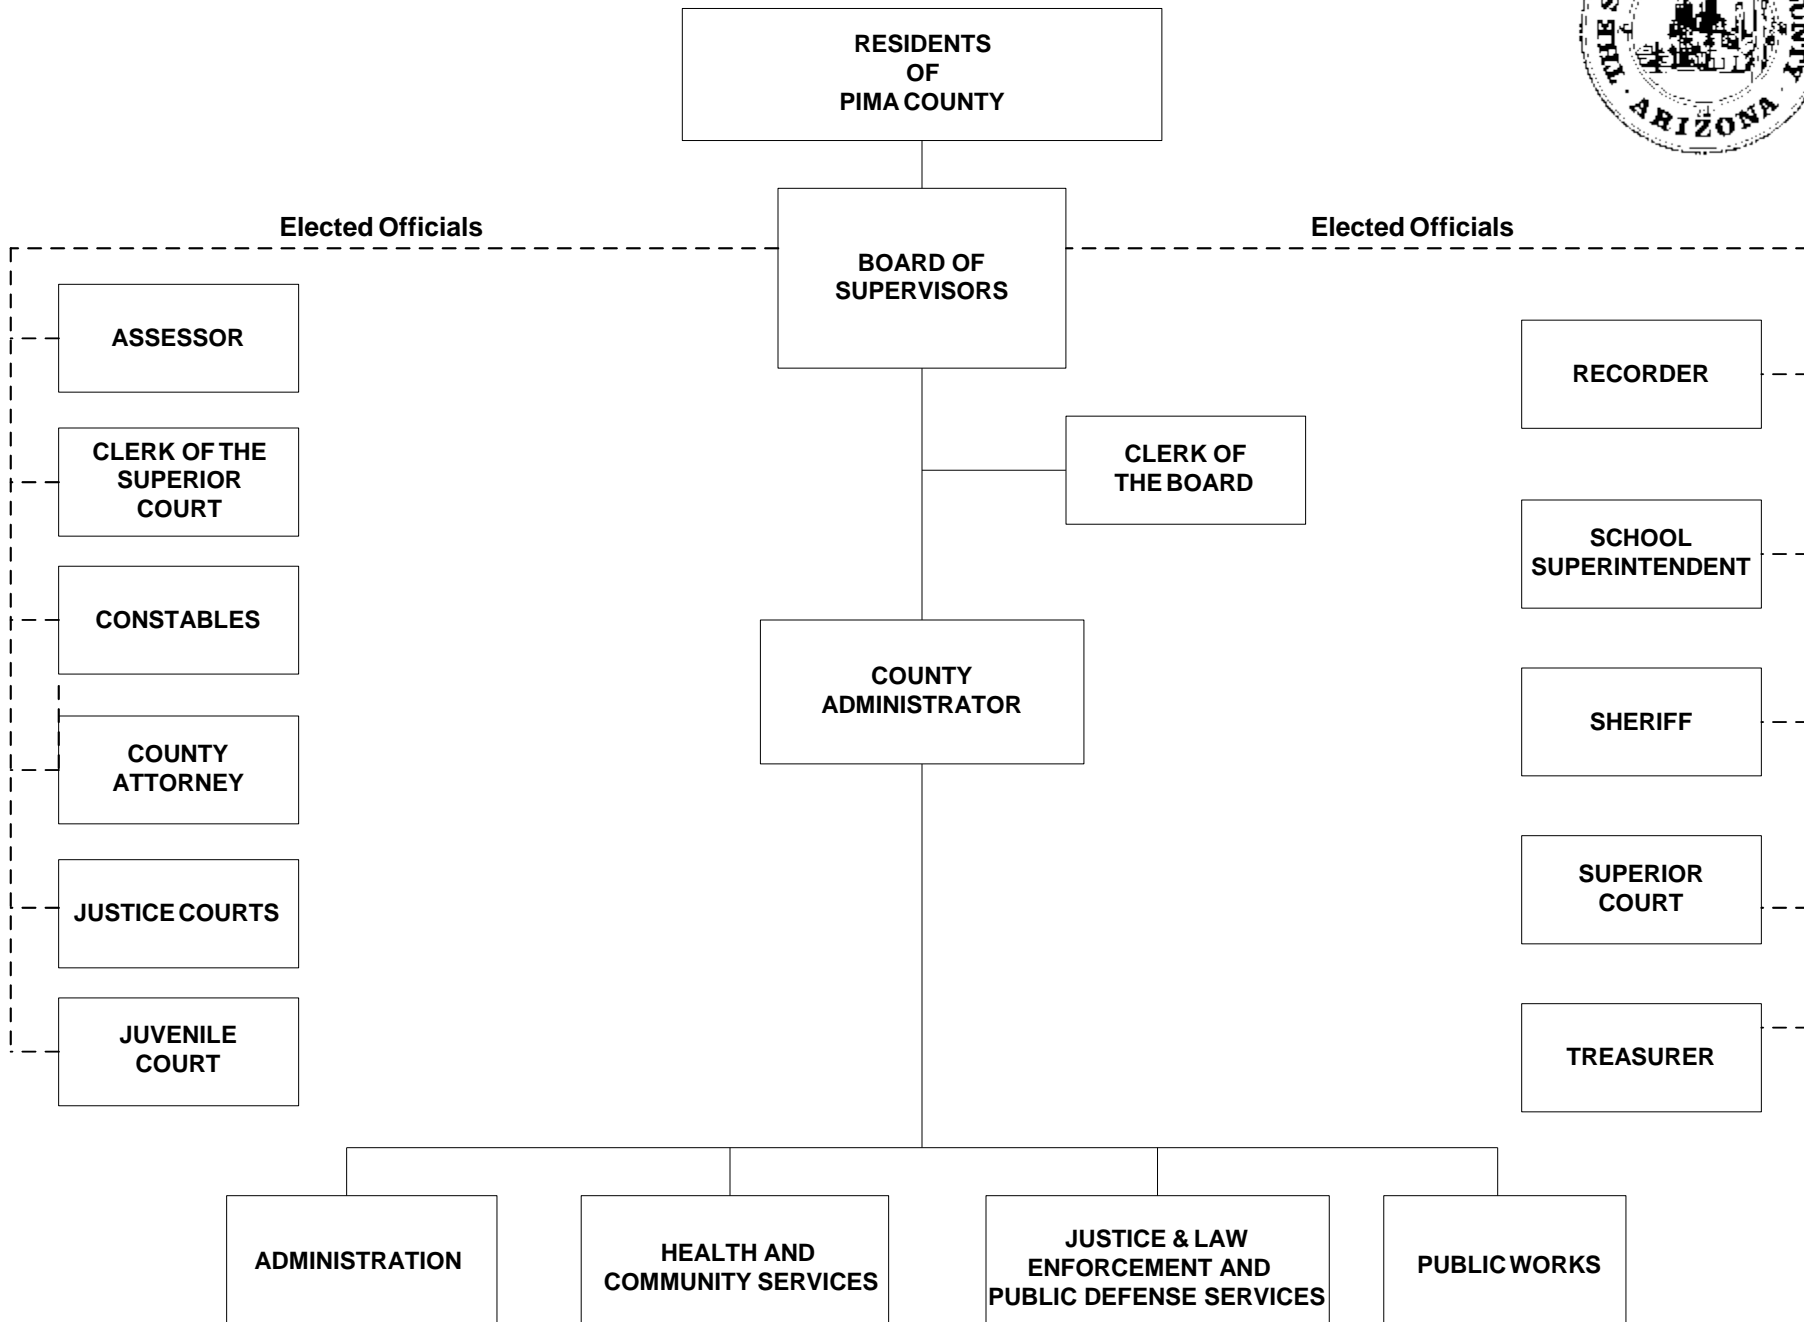 RESIDENTS
OF
PIMA COUNTY
THE S
UNTY
ARIZONA
Elected Officials
Elected Officials
BOARD OF
SUPERVISORS
ASSESSOR
CLERK OF THE
SUPERIOR
COURT
CONSTABLES
COUNTY
ATTORNEY
JUSTICE COURTS
JUVENILE
COURT
CLERK OF
THE BOARD
COUNTY
ADMINISTRATOR
RECORDER
SCHOOL
SUPERINTENDENT
SHERIFF
SUPERIOR
COURT
TREASURER
ADMINISTRATION
HEALTH AND
COMMUNITY SERVICES
JUSTICE & LAW
ENFORCEMENT AND
PUBLIC DEFENSE SERVICES
PUBLIC WORKS